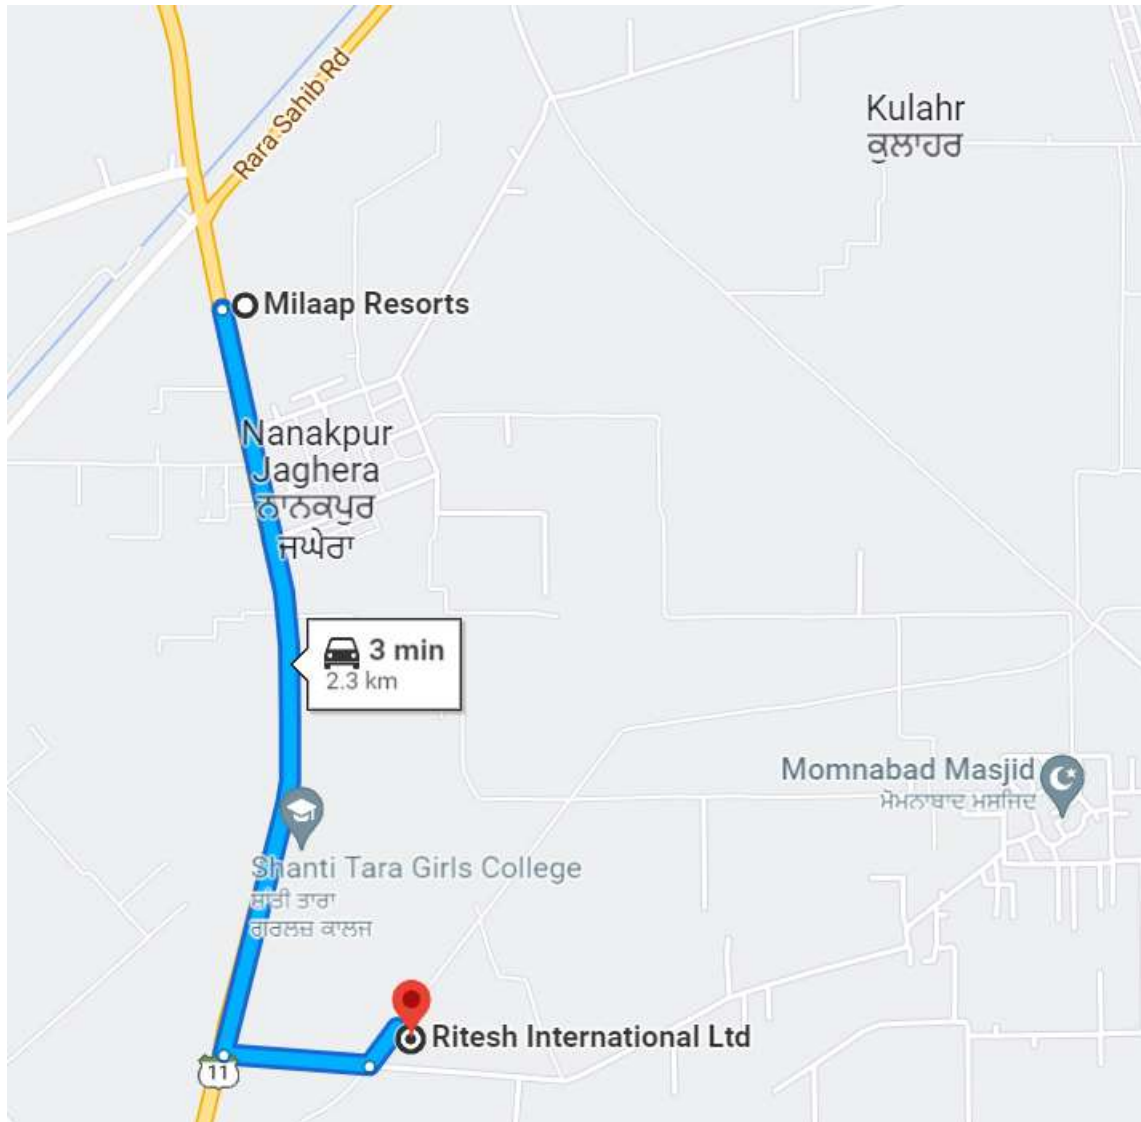 Rara Sahib Rd
Kulahr
ਕੁਲਾਹਰ
Milaap Resorts
Nanakpur
Jaghera
ਨਾਨਕਪੁਰ
ਜਘੇਰਾ
3 min
2.3 km
Momnabad Masjid
ਮੋਮਨਾਬਾਦ ਮਸਜਿਦ
Shanti Tara Girls College
ਸ਼ਾਂਤੀ ਤਾਰਾ
ਗਰਲਜ਼ ਕਾਲਜ
Ritesh International Ltd
11